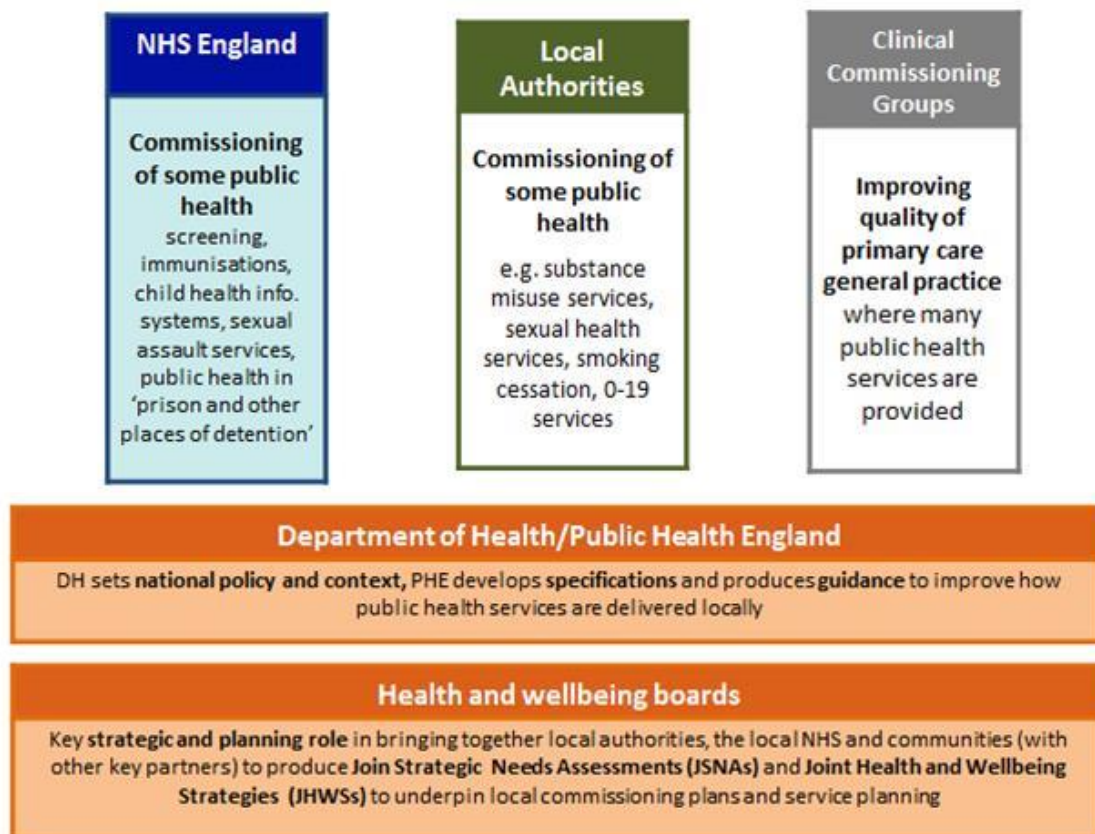 NHS England
Commissioning
of some public
health
screening,
immunisations,
child health info.
systems, sexual
assault services,
public health in
‘prison and other
places of detention’
Local
Authorities
Commissioning of
some public
health
e.g. substance
misuse services,
sexual health
services, smoking
cessation, 0-19
services
Clinical
Commissioning
Groups
Improving
quality of
primary care
general practice
where many
public health
services are
provided
Department of Health/Public Health England
DH sets national policy and context, PHE develops specifications and produces guidance to improve how
public health services are delivered locally
Health and wellbeing boards
Key strategic and planning role in bringing together local authorities, the local NHS and communities (with
other key partners) to produce Join Strategic Needs Assessments (JSNAs) and Joint Health and Wellbeing
Strategies (JHWSs) to underpin local commissioning plans and service planning